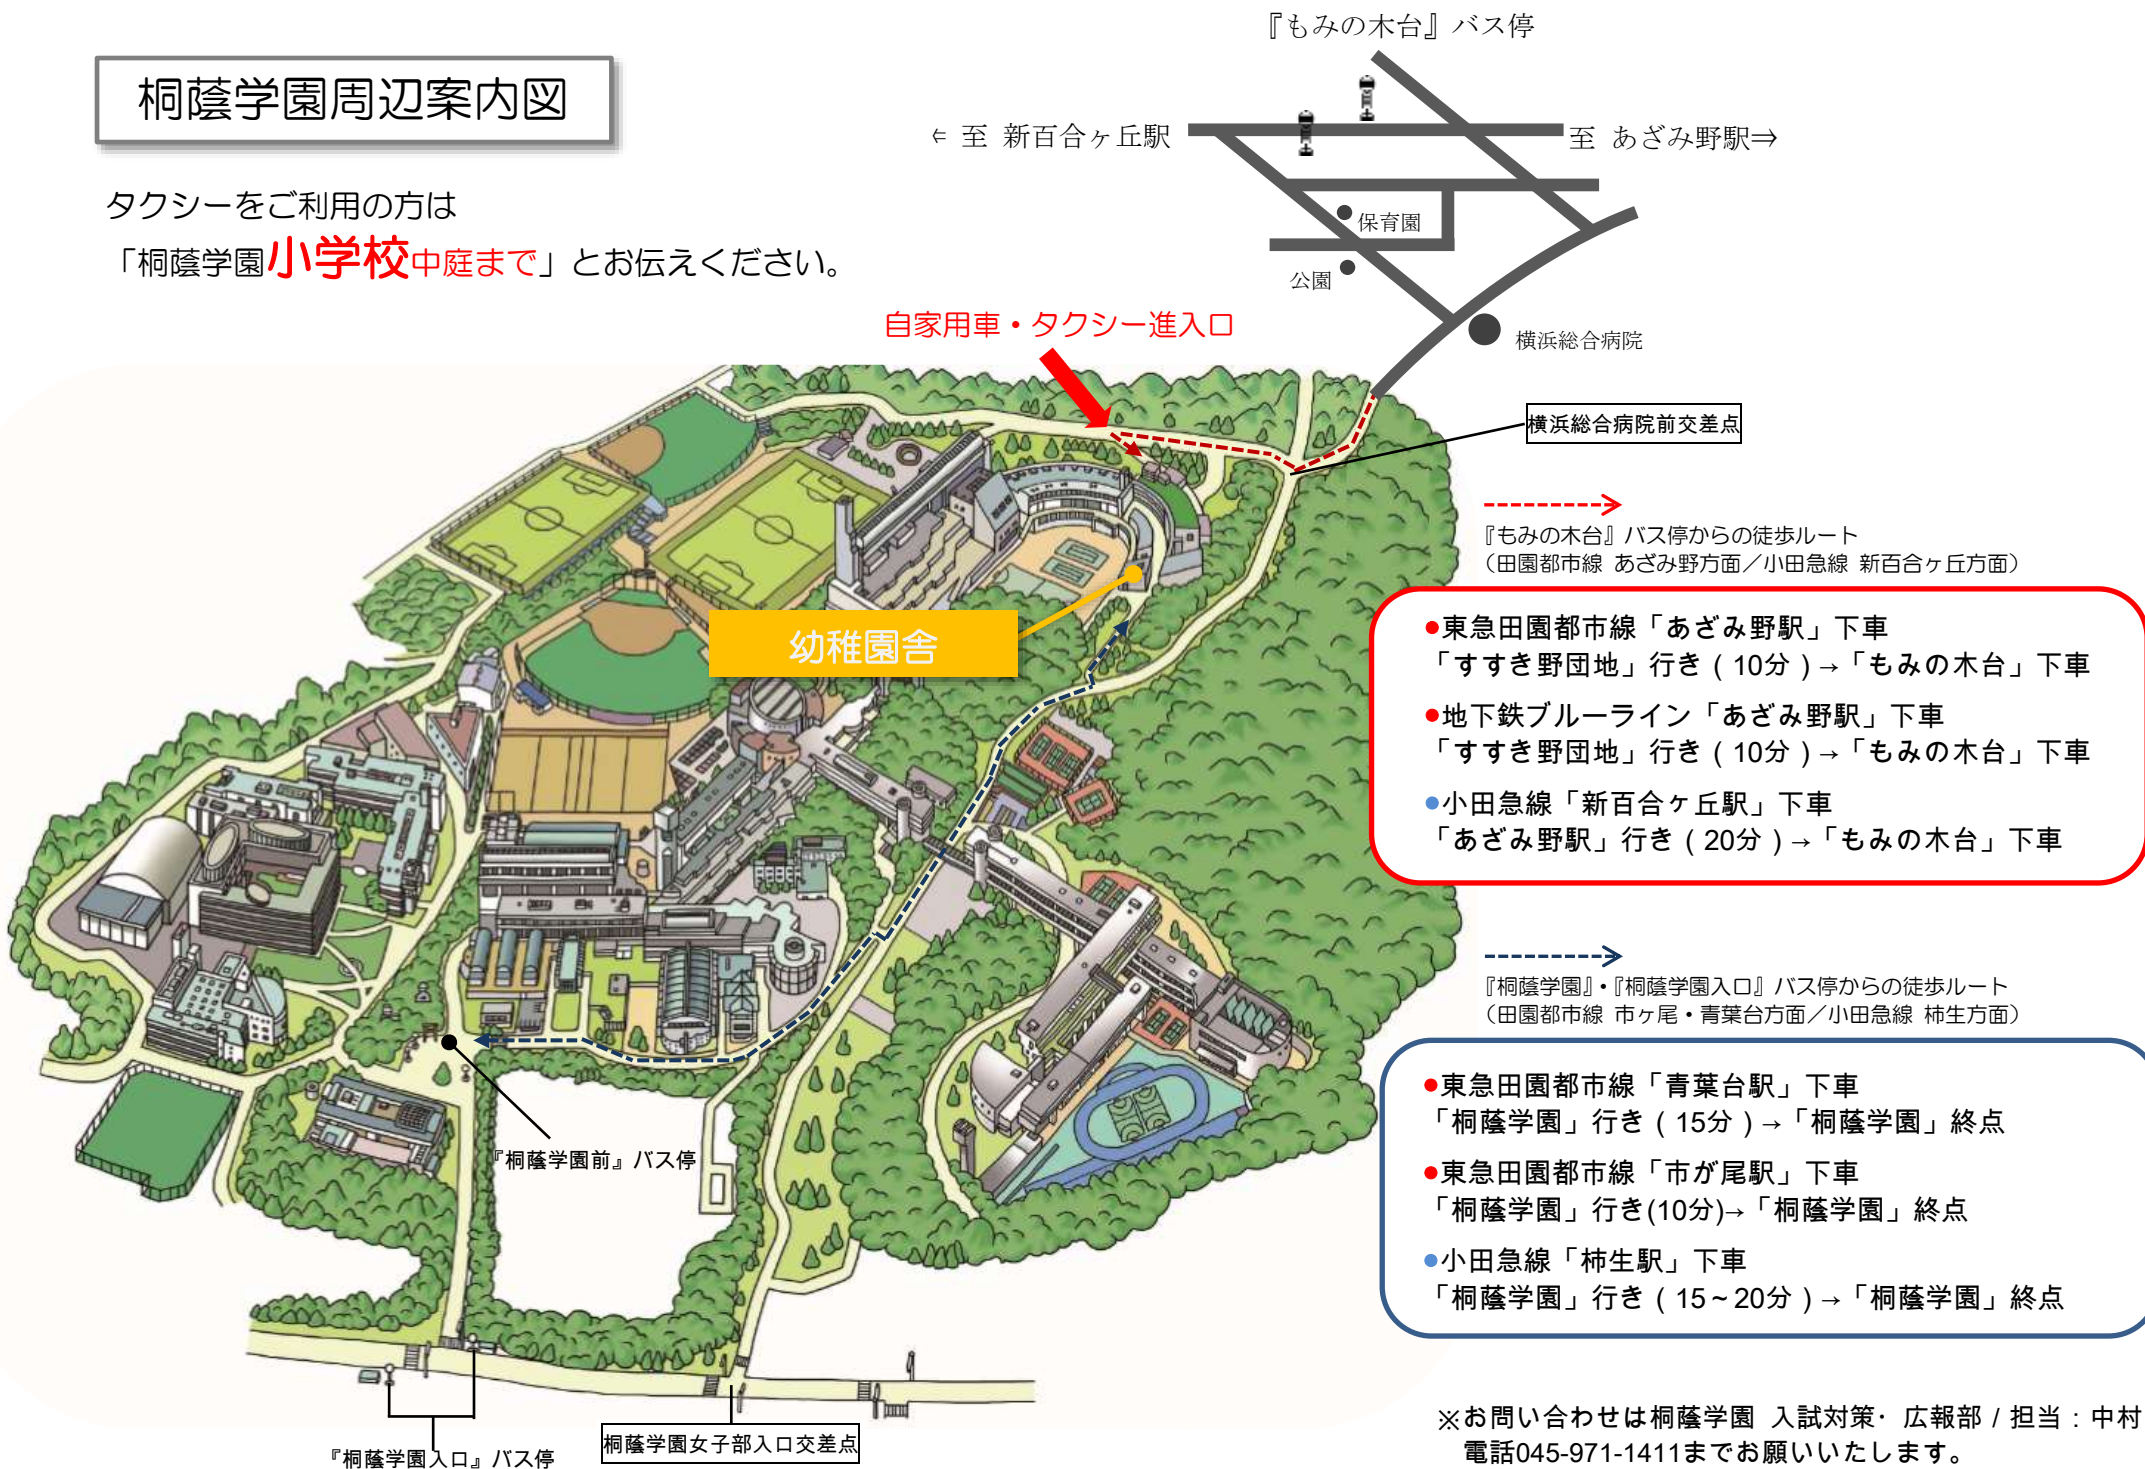 桐蔭学園周辺案内図
タクシーをご利用の方は
「桐蔭学園小学校中庭まで」とお伝えください。
『もみの木台』バス停
⇐ 至 新百合ヶ丘駅
至 あざみ野駅⇒
保育園
公園
横浜総合病院
自家用車・タクシー進入口
横浜総合病院前交差点
幼稚園舎
『もみの木台』バス停からの徒歩ルート
（田園都市線 あざみ野方面／小田急線 新百合ヶ丘方面）
●東急田園都市線「あざみ野駅」下車
「すすき野団地」行き（10分）→「もみの木台」下車
●地下鉄ブルーライン「あざみ野駅」下車
「すすき野団地」行き（10分）→「もみの木台」下車
●小田急線「新百合ケ丘駅」下車
「あざみ野駅」行き（20分）→「もみの木台」下車
『桐蔭学園』・『桐蔭学園入口』バス停からの徒歩ルート
（田園都市線 市ヶ尾・青葉台方面／小田急線 柿生方面）
●東急田園都市線「青葉台駅」下車
「桐蔭学園」行き（15分）→「桐蔭学園」終点
●東急田園都市線「市が尾駅」下車
「桐蔭学園」行き(10分)→「桐蔭学園」終点
●小田急線「柿生駅」下車
「桐蔭学園」行き（15~20分）→「桐蔭学園」終点
『桐蔭学園前』バス停
『桐蔭学園入口』バス停
桐蔭学園女子部入口交差点
※お問い合わせは桐蔭学園 入試対策・広報部 / 担当：中村
電話045-971-1411までお願いいたします。